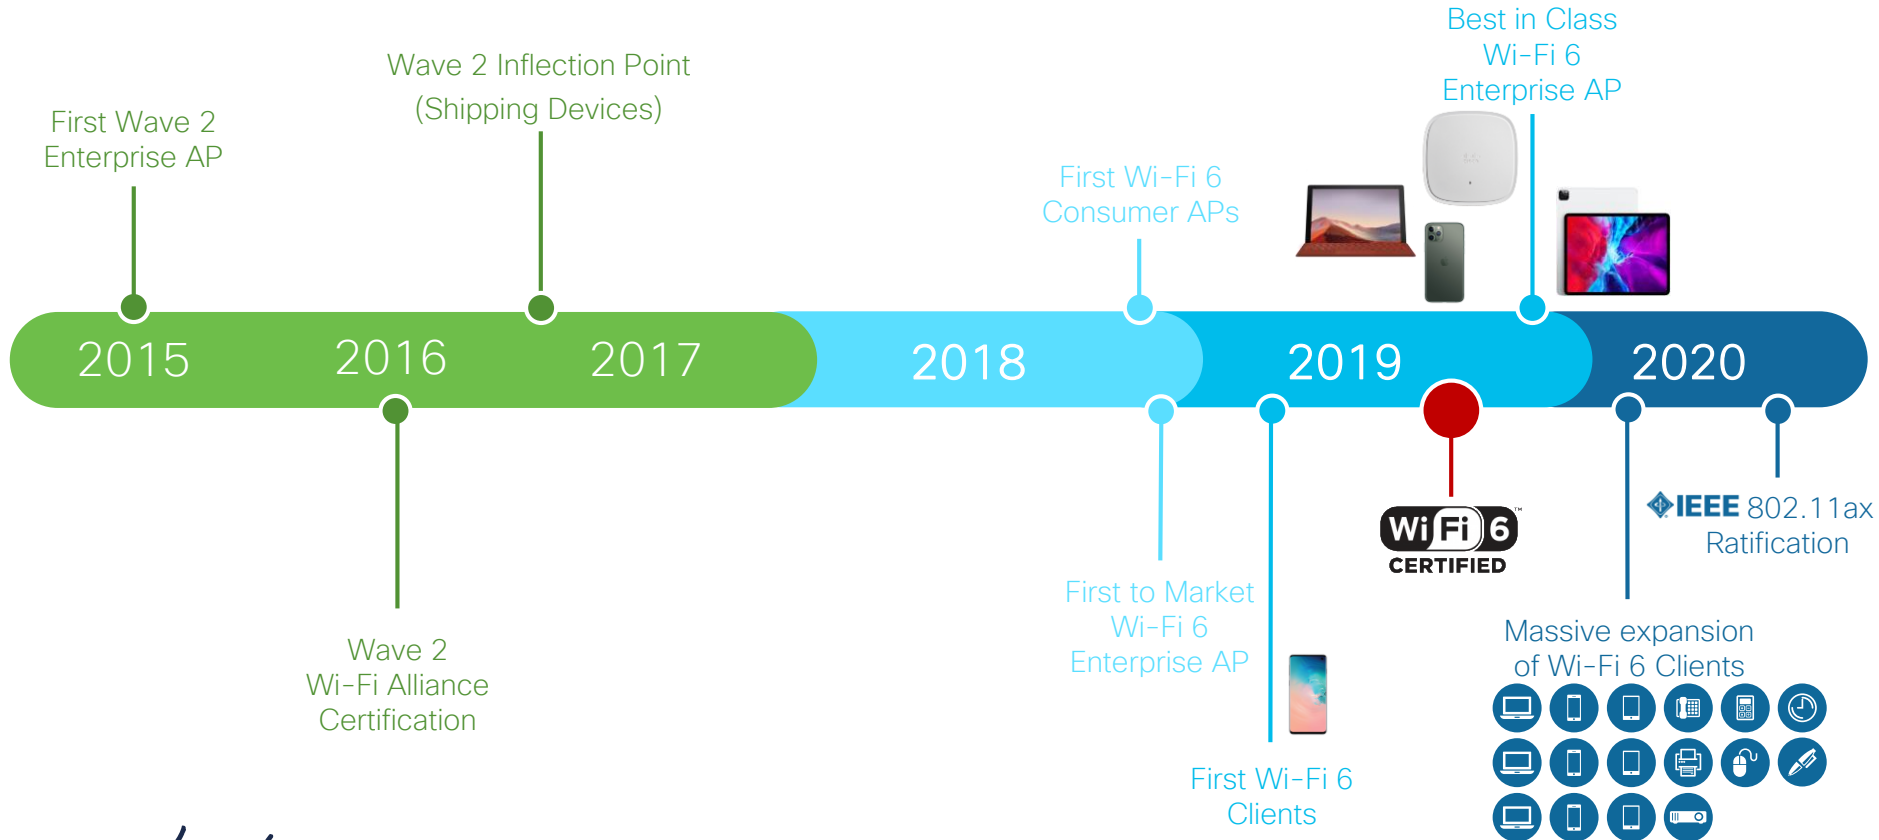 Best in Class
Wi-Fi 6
Enterprise AP
Wave 2 Inflection Point
(Shipping Devices)
First Wave 2
Enterprise AP
First Wi-Fi 6
Consumer APs
2015
2016
2017
2018
2019
2020
Wi Fi 6™
CERTIFIED
IEEE 802.11ax
Ratification
First to Market
Wi-Fi 6
Enterprise AP
Massive expansion
of Wi-Fi 6 Clients
Wave 2
Wi-Fi Alliance
Certification
First Wi-Fi 6
Clients